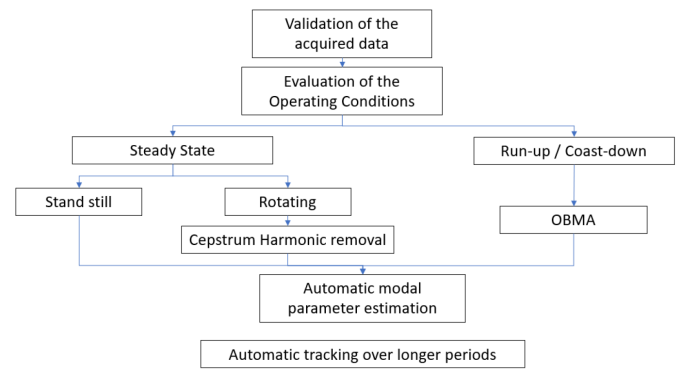 Validation of the
acquired data
Evaluation of the
Operating Conditions
Steady State
Run-up / Coast-down
Stand still
Rotating
OBMA
Cepstrum Harmonic removal
Automatic modal
parameter estimation
Automatic tracking over longer periods